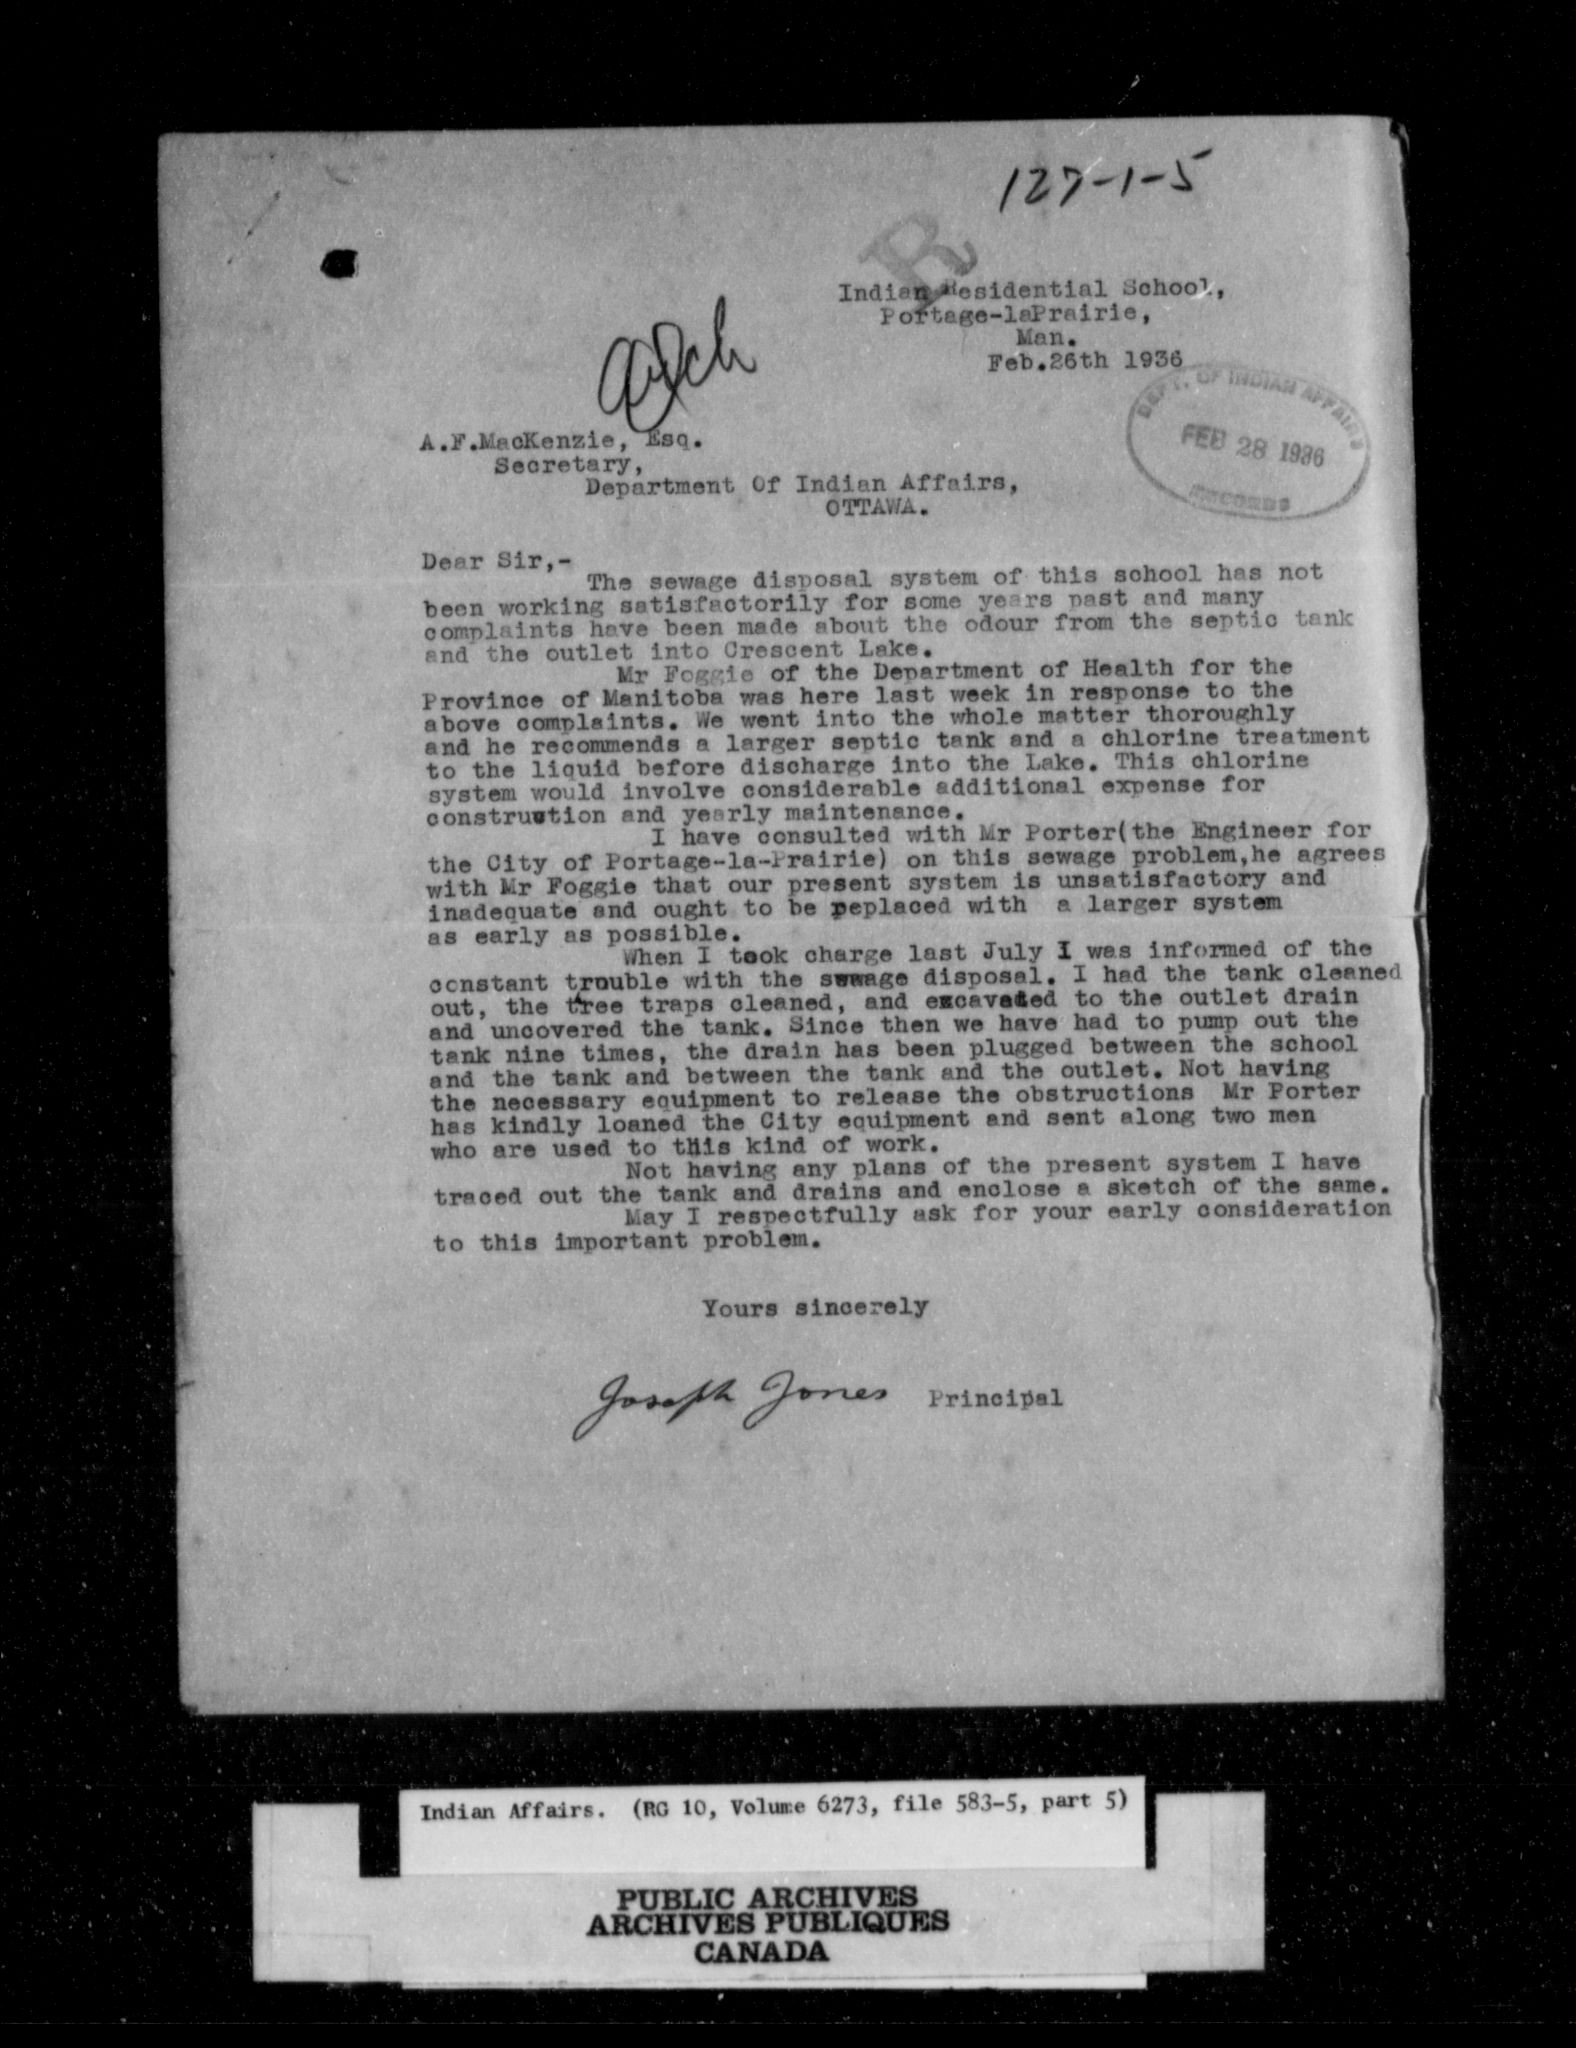 127-1-5
R
Indian Residential School,
Portage-laPrairie,
Man.
Feb.26th 1936
Arch
DEPT. OF INDIAN AFFAIRS
FEB 28 1936
RECORDS
A.F.MacKenzie, Esq.
Secretary,
Department Of Indian Affairs,
OTTAWA.
Dear Sir,-
The sewage disposal system of this school has not
been working satisfactorily for some years past and many
complaints have been made about the odour from the septic tank
and the outlet into Crescent Lake.
Mr Foggie of the Department of Health for the
Province of Manitoba was here last week in response to the
above complaints. We went into the whole matter thoroughly
and he recommends a larger septic tank and a chlorine treatment
to the liquid before discharge into the Lake. This chlorine
system would involve considerable additional expense for
construction and yearly maintenance.
I have consulted with Mr Porter(the Engineer for
the City of Portage-la-Prairie) on this sewage problem,he agrees
with Mr Foggie that our present system is unsatisfactory and
inadequate and ought to be replaced with a larger system
as early as possible.
When I took charge last July I was informed of the
constant trouble with the sewage disposal. I had the tank cleaned
out, the tree traps cleaned, and excavated to the outlet drain
and uncovered the tank. Since then we have had to pump out the
tank nine times, the drain has been plugged between the school
and the tank and between the tank and the outlet. Not having
the necessary equipment to release the obstructions Mr Porter
has kindly loaned the City equipment and sent along two men
who are used to this kind of work.
Not having any plans of the present system I have
traced out the tank and drains and enclose a sketch of the same.
May I respectfully ask for your early consideration
to this important problem.
Yours sincerely
Joseph Jones Principal
Indian Affairs. (RG 10, Volume 6273, file 583-5, part 5)
PUBLIC ARCHIVES
ARCHIVES PUBLIQUES
CANADA